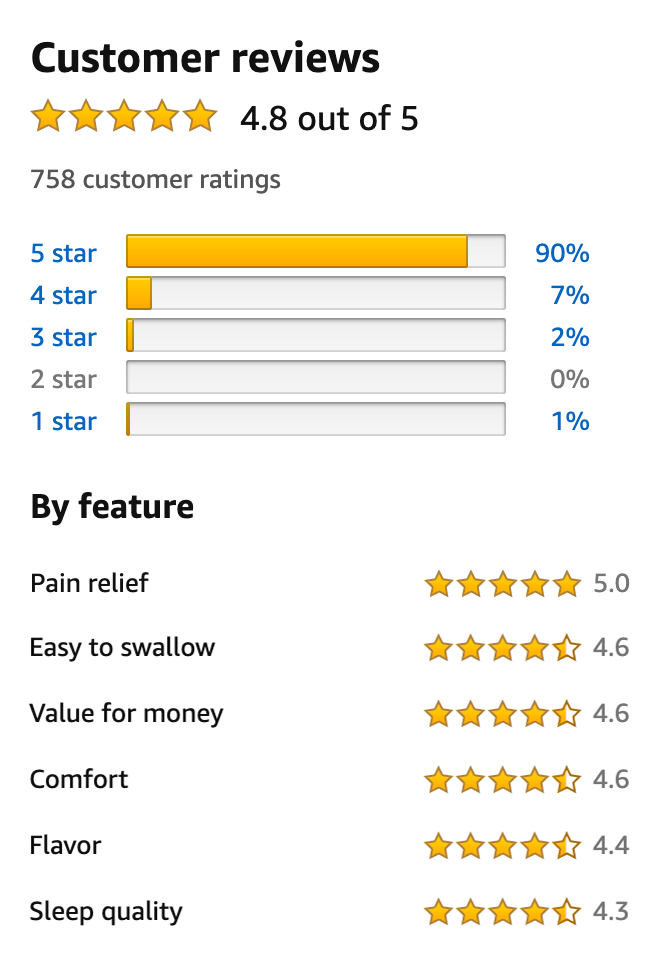 Customer reviews
4.8 out of 5
758 customer ratings
5 star 90%
4 star 7%
3 star 2%
2 star 0%
1 star 1%
By feature
Pain relief 5.0
Easy to swallow 4.6
Value for money 4.6
Comfort 4.6
Flavor 4.4
Sleep quality 4.3